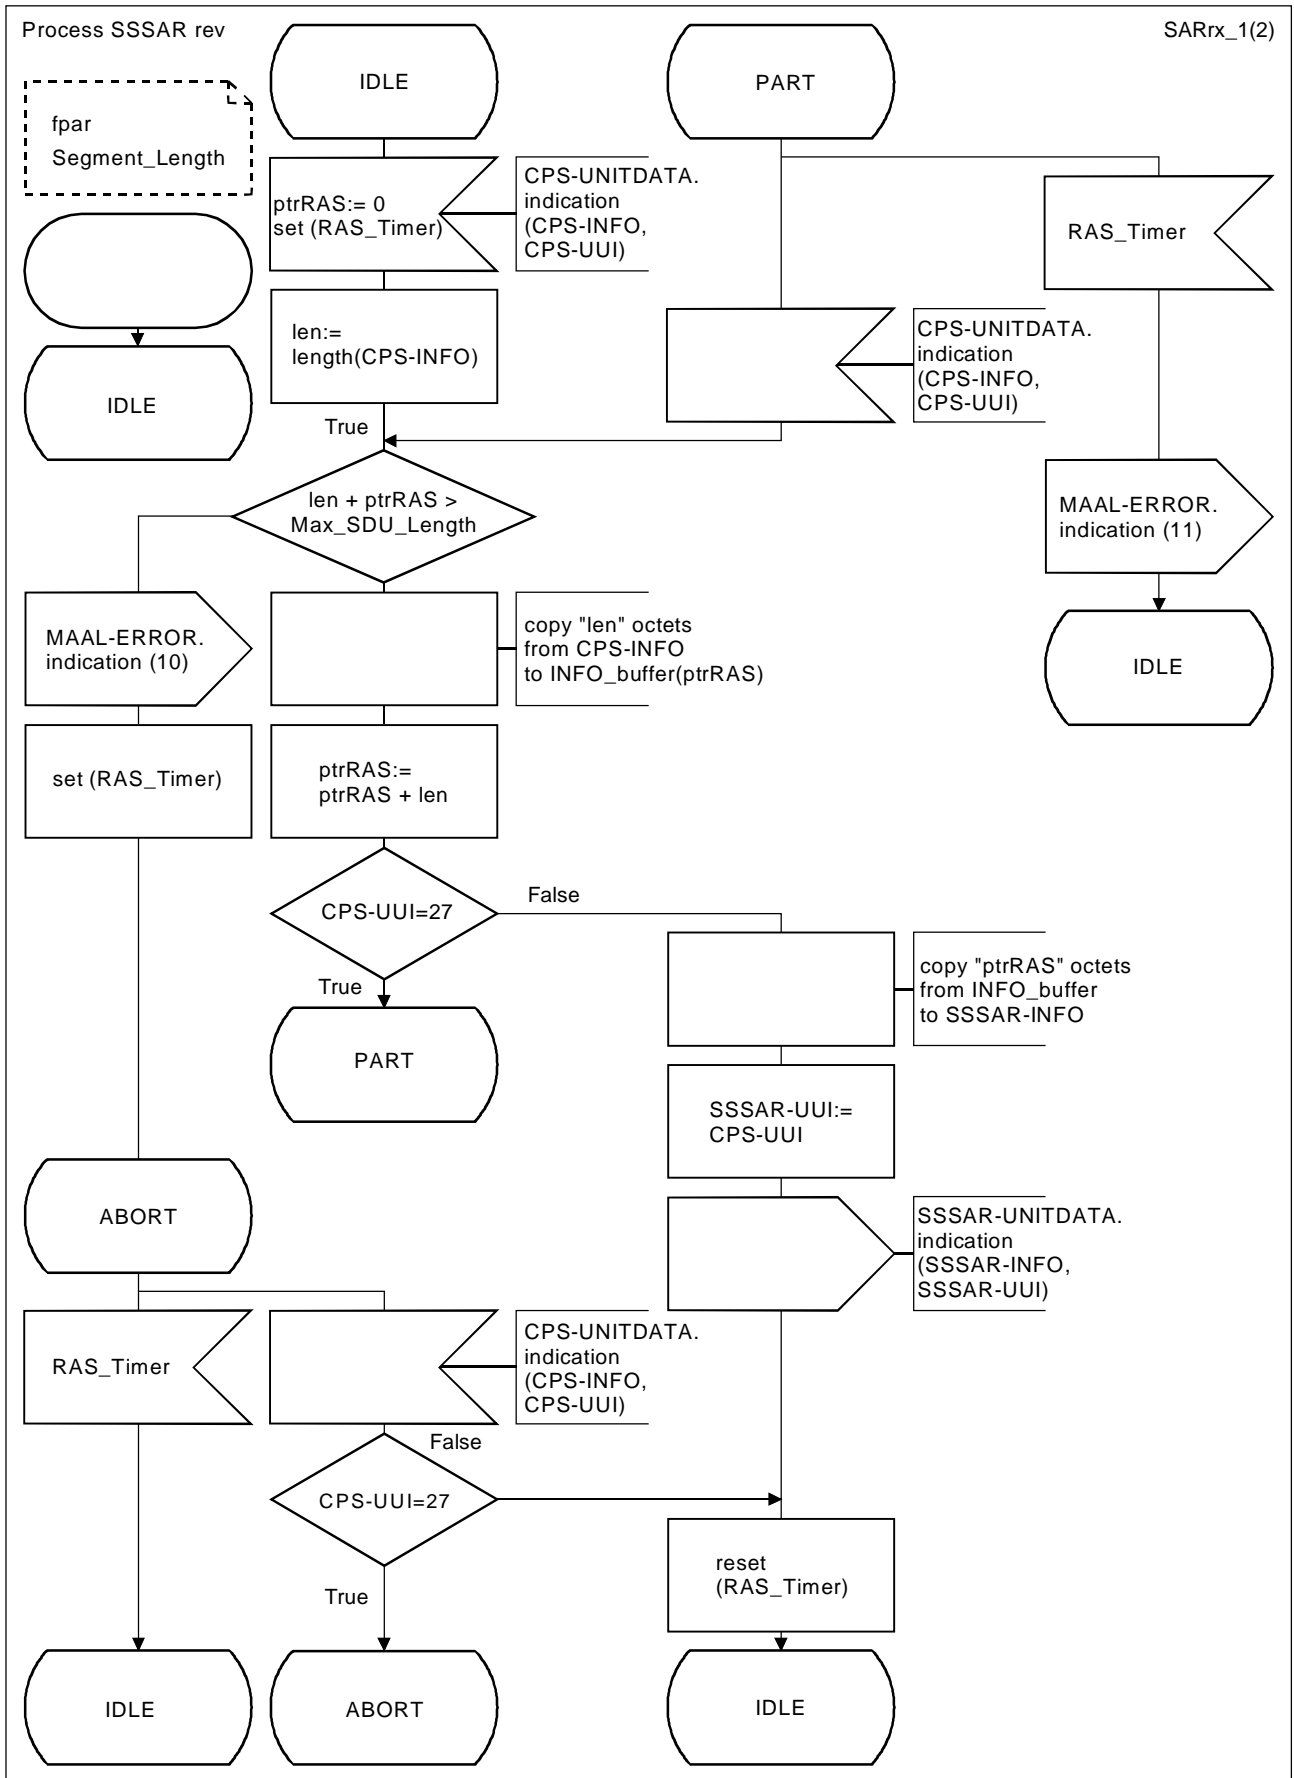 Process SSSAR rev
SARrx_1(2)
fpar
Segment_Length
IDLE
IDLE
ptrRAS:= 0
set (RAS_Timer)
CPS-UNITDATA.
indication
(CPS-INFO,
CPS-UUI)
len:=
length(CPS-INFO)
True
PART
RAS_Timer
CPS-UNITDATA.
indication
(CPS-INFO,
CPS-UUI)
MAAL-ERROR.
indication (11)
IDLE
len + ptrRAS >
Max_SDU_Length
MAAL-ERROR.
indication (10)
set (RAS_Timer)
copy "len" octets
from CPS-INFO
to INFO_buffer(ptrRAS)
ptrRAS:=
ptrRAS + len
CPS-UUI=27
False
True
PART
copy "ptrRAS" octets
from INFO_buffer
to SSSAR-INFO
SSSAR-UUI:=
CPS-UUI
SSSAR-UNITDATA.
indication
(SSSAR-INFO,
SSSAR-UUI)
ABORT
RAS_Timer
CPS-UNITDATA.
indication
(CPS-INFO,
CPS-UUI)
False
CPS-UUI=27
True
reset
(RAS_Timer)
IDLE
ABORT
IDLE